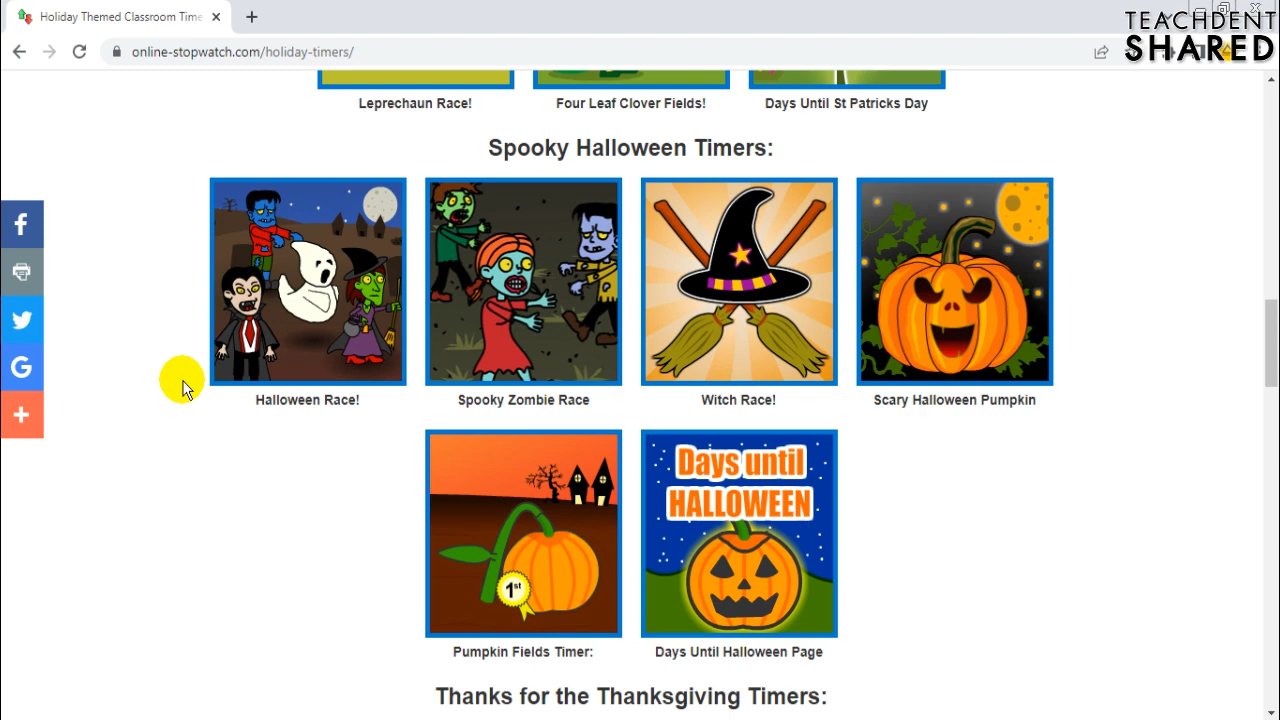 Holiday Themed Classroom Time
TEACHDENT
SHARED
online-stopwatch.com/holiday-timers/
Leprechaun Race!
Four Leaf Clover Fields!
Days Until St Patricks Day
Spooky Halloween Timers:
Halloween Race!
Spooky Zombie Race
Witch Race!
Scary Halloween Pumpkin
1st
Days until
HALLOWEEN
Pumpkin Fields Timer:
Days Until Halloween Page
Thanks for the Thanksgiving Timers: